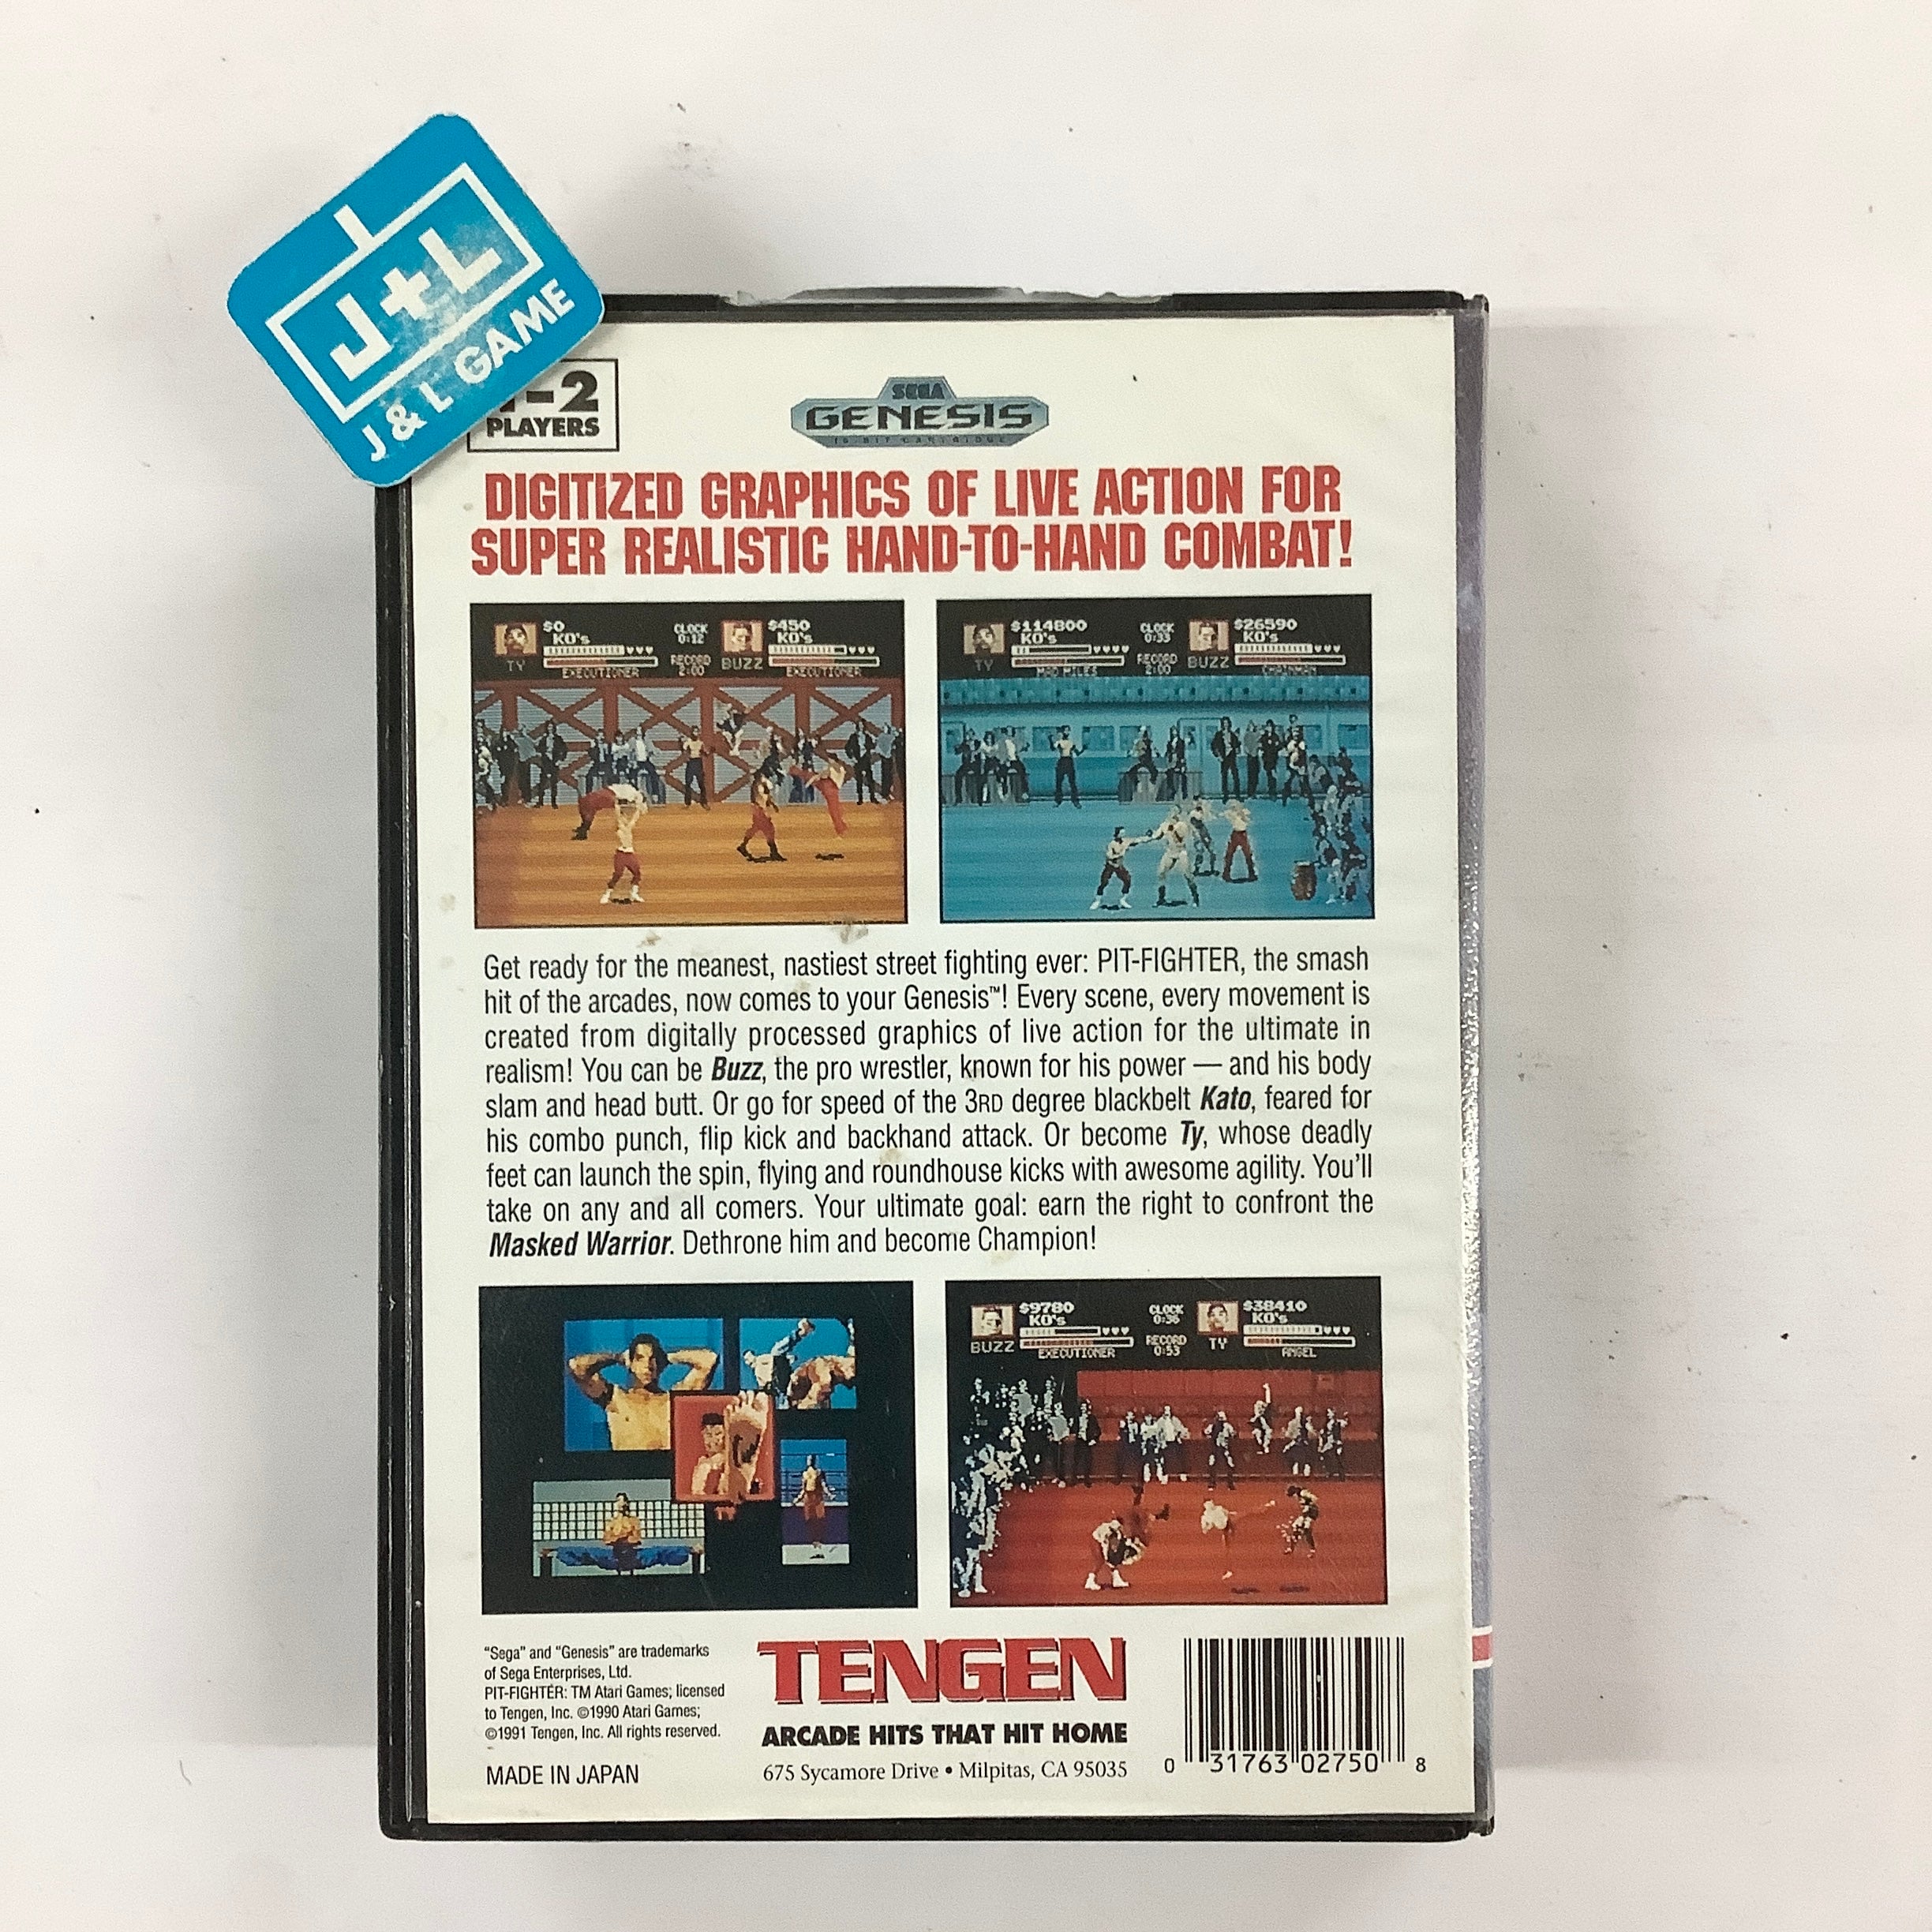 J+L
J & L GAME
-2
PLAYERS
SEGA
GENESIS
16-BIT CARTRIDGE
DIGITIZED GRAPHICS OF LIVE ACTION FOR
SUPER REALISTIC HAND-TO-HAND COMBAT!
$0
KO's
CLOCK
0:12
$450
KO's
TY
EXECUTIONER
RECORD
2:00
BUZZ
EXECUTIONER
$114800
KO's
CLOCK
0:33
$26590
KO's
TY
MAD MILES
RECORD
2:00
BUZZ
CHAINMAN
Get ready for the meanest, nastiest street fighting ever: PIT-FIGHTER, the smash
hit of the arcades, now comes to your Genesis™! Every scene, every movement is
created from digitally processed graphics of live action for the ultimate in
realism! You can be Buzz, the pro wrestler, known for his power — and his body
slam and head butt. Or go for speed of the 3RD degree blackbelt Kato, feared for
his combo punch, flip kick and backhand attack. Or become Ty, whose deadly
feet can launch the spin, flying and roundhouse kicks with awesome agility. You'll
take on any and all comers. Your ultimate goal: earn the right to confront the
Masked Warrior. Dethrone him and become Champion!
$9780
KO's
CLOCK
0:36
$38410
KO's
BUZZ
EXECUTIONER
RECORD
0:53
TY
ANGEL
"Sega" and "Genesis" are trademarks
of Sega Enterprises, Ltd.
PIT-FIGHTER: TM Atari Games; licensed
to Tengen, Inc. ©1990 Atari Games;
©1991 Tengen, Inc. All rights reserved.
MADE IN JAPAN
TENGEN
ARCADE HITS THAT HIT HOME
675 Sycamore Drive • Milpitas, CA 95035
0 31763 02750 8